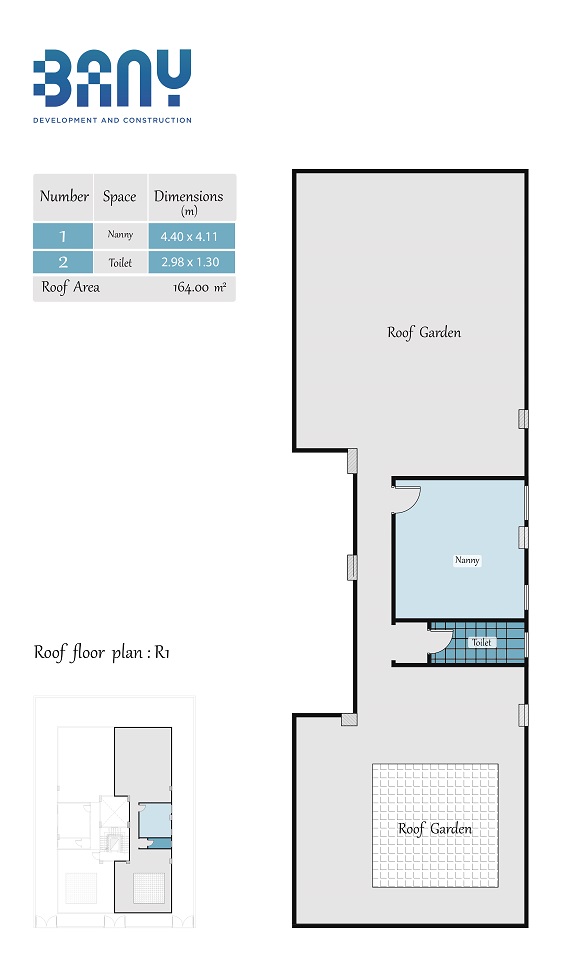 BANY
DEVELOPMENT AND CONSTRUCTION
Number Space Dimensions (m)
1 Nanny 4.40 x 4.11
2 Toilet 2.98 x 1.30
Roof Area 164.00 m²
Roof Garden
Nanny
Toilet
Roof floor plan : R1
Roof Garden